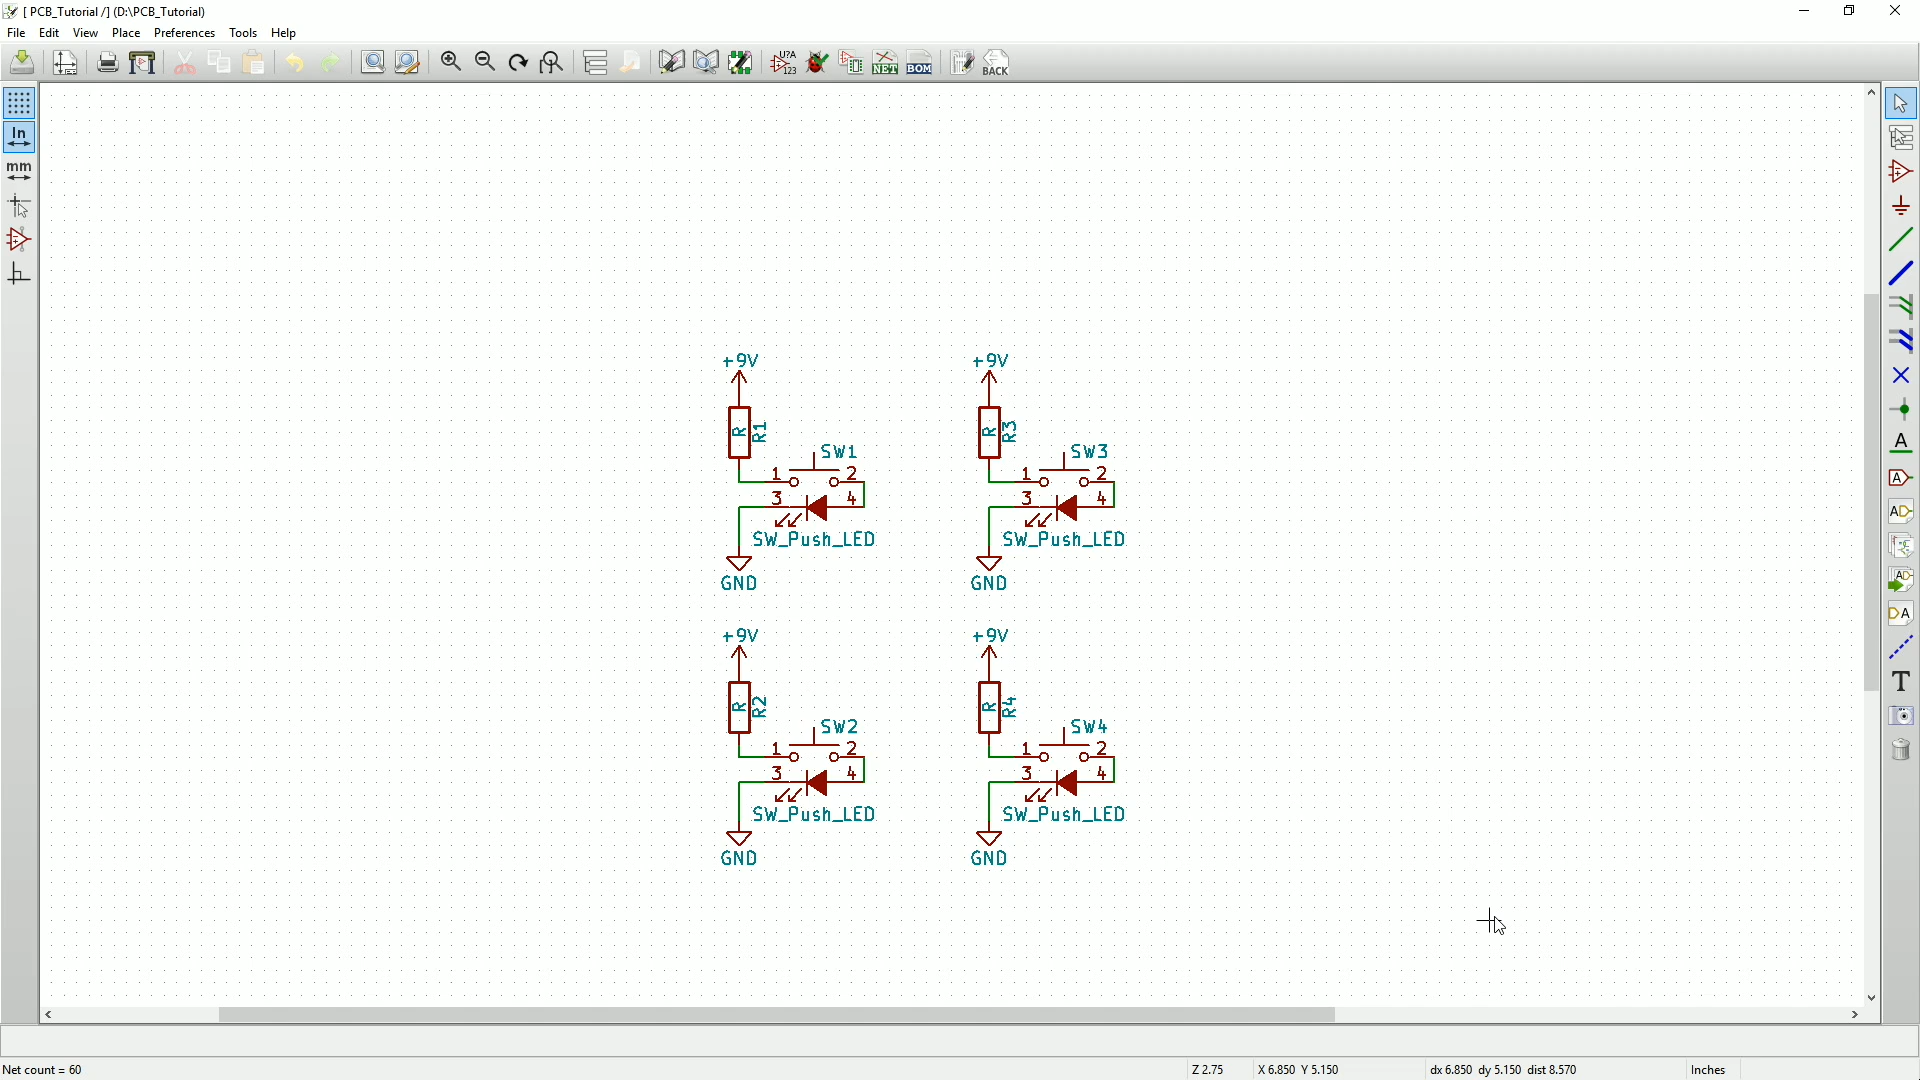 [ PCB_Tutorial /] (D:\PCB_Tutorial)
File Edit View Place Preferences Tools Help
U?A
123
NET
BOM
BACK
In
mm
A
A
A
A
A
A
T
+9V
+9V
R
R1
R
R3
SW1
SW3
1 2
1 2
3 4
3 4
SW_Push_LED
SW_Push_LED
GND
GND
+9V
+9V
R
R2
R
R4
SW2
SW4
1 2
1 2
3 4
3 4
SW_Push_LED
SW_Push_LED
GND
GND
Net count = 60
Z 2.75
X 6.850 Y 5.150
dx 6.850 dy 5.150 dist 8.570
Inches